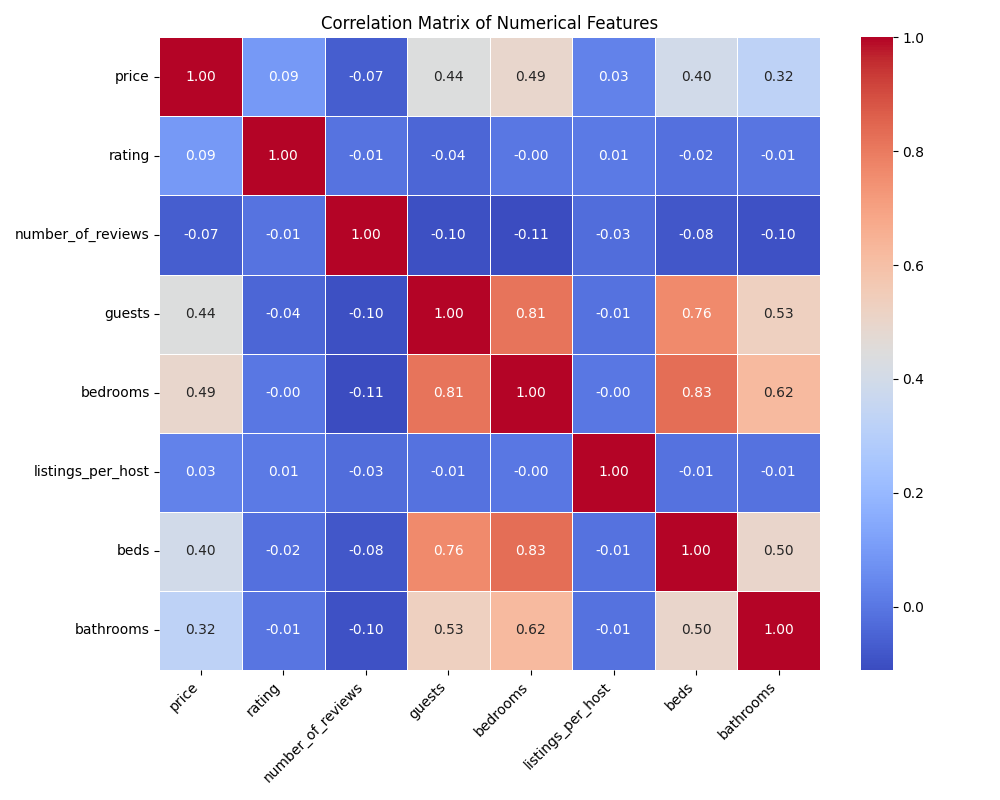 Correlation Matrix of Numerical Features
price 1.00 0.09 -0.07 0.44 0.49 0.03 0.40 0.32
rating 0.09 1.00 -0.01 -0.04 -0.00 0.01 -0.02 -0.01
number_of_reviews -0.07 -0.01 1.00 -0.10 -0.11 -0.03 -0.08 -0.10
guests 0.44 -0.04 -0.10 1.00 0.81 -0.01 0.76 0.53
bedrooms 0.49 -0.00 -0.11 0.81 1.00 -0.00 0.83 0.62
listings_per_host 0.03 0.01 -0.03 -0.01 -0.00 1.00 -0.01 -0.01
beds 0.40 -0.02 -0.08 0.76 0.83 -0.01 1.00 0.50
bathrooms 0.32 -0.01 -0.10 0.53 0.62 -0.01 0.50 1.00
price rating number_of_reviews guests bedrooms listings_per_host beds bathrooms
1.0
0.8
0.6
0.4
0.2
0.0